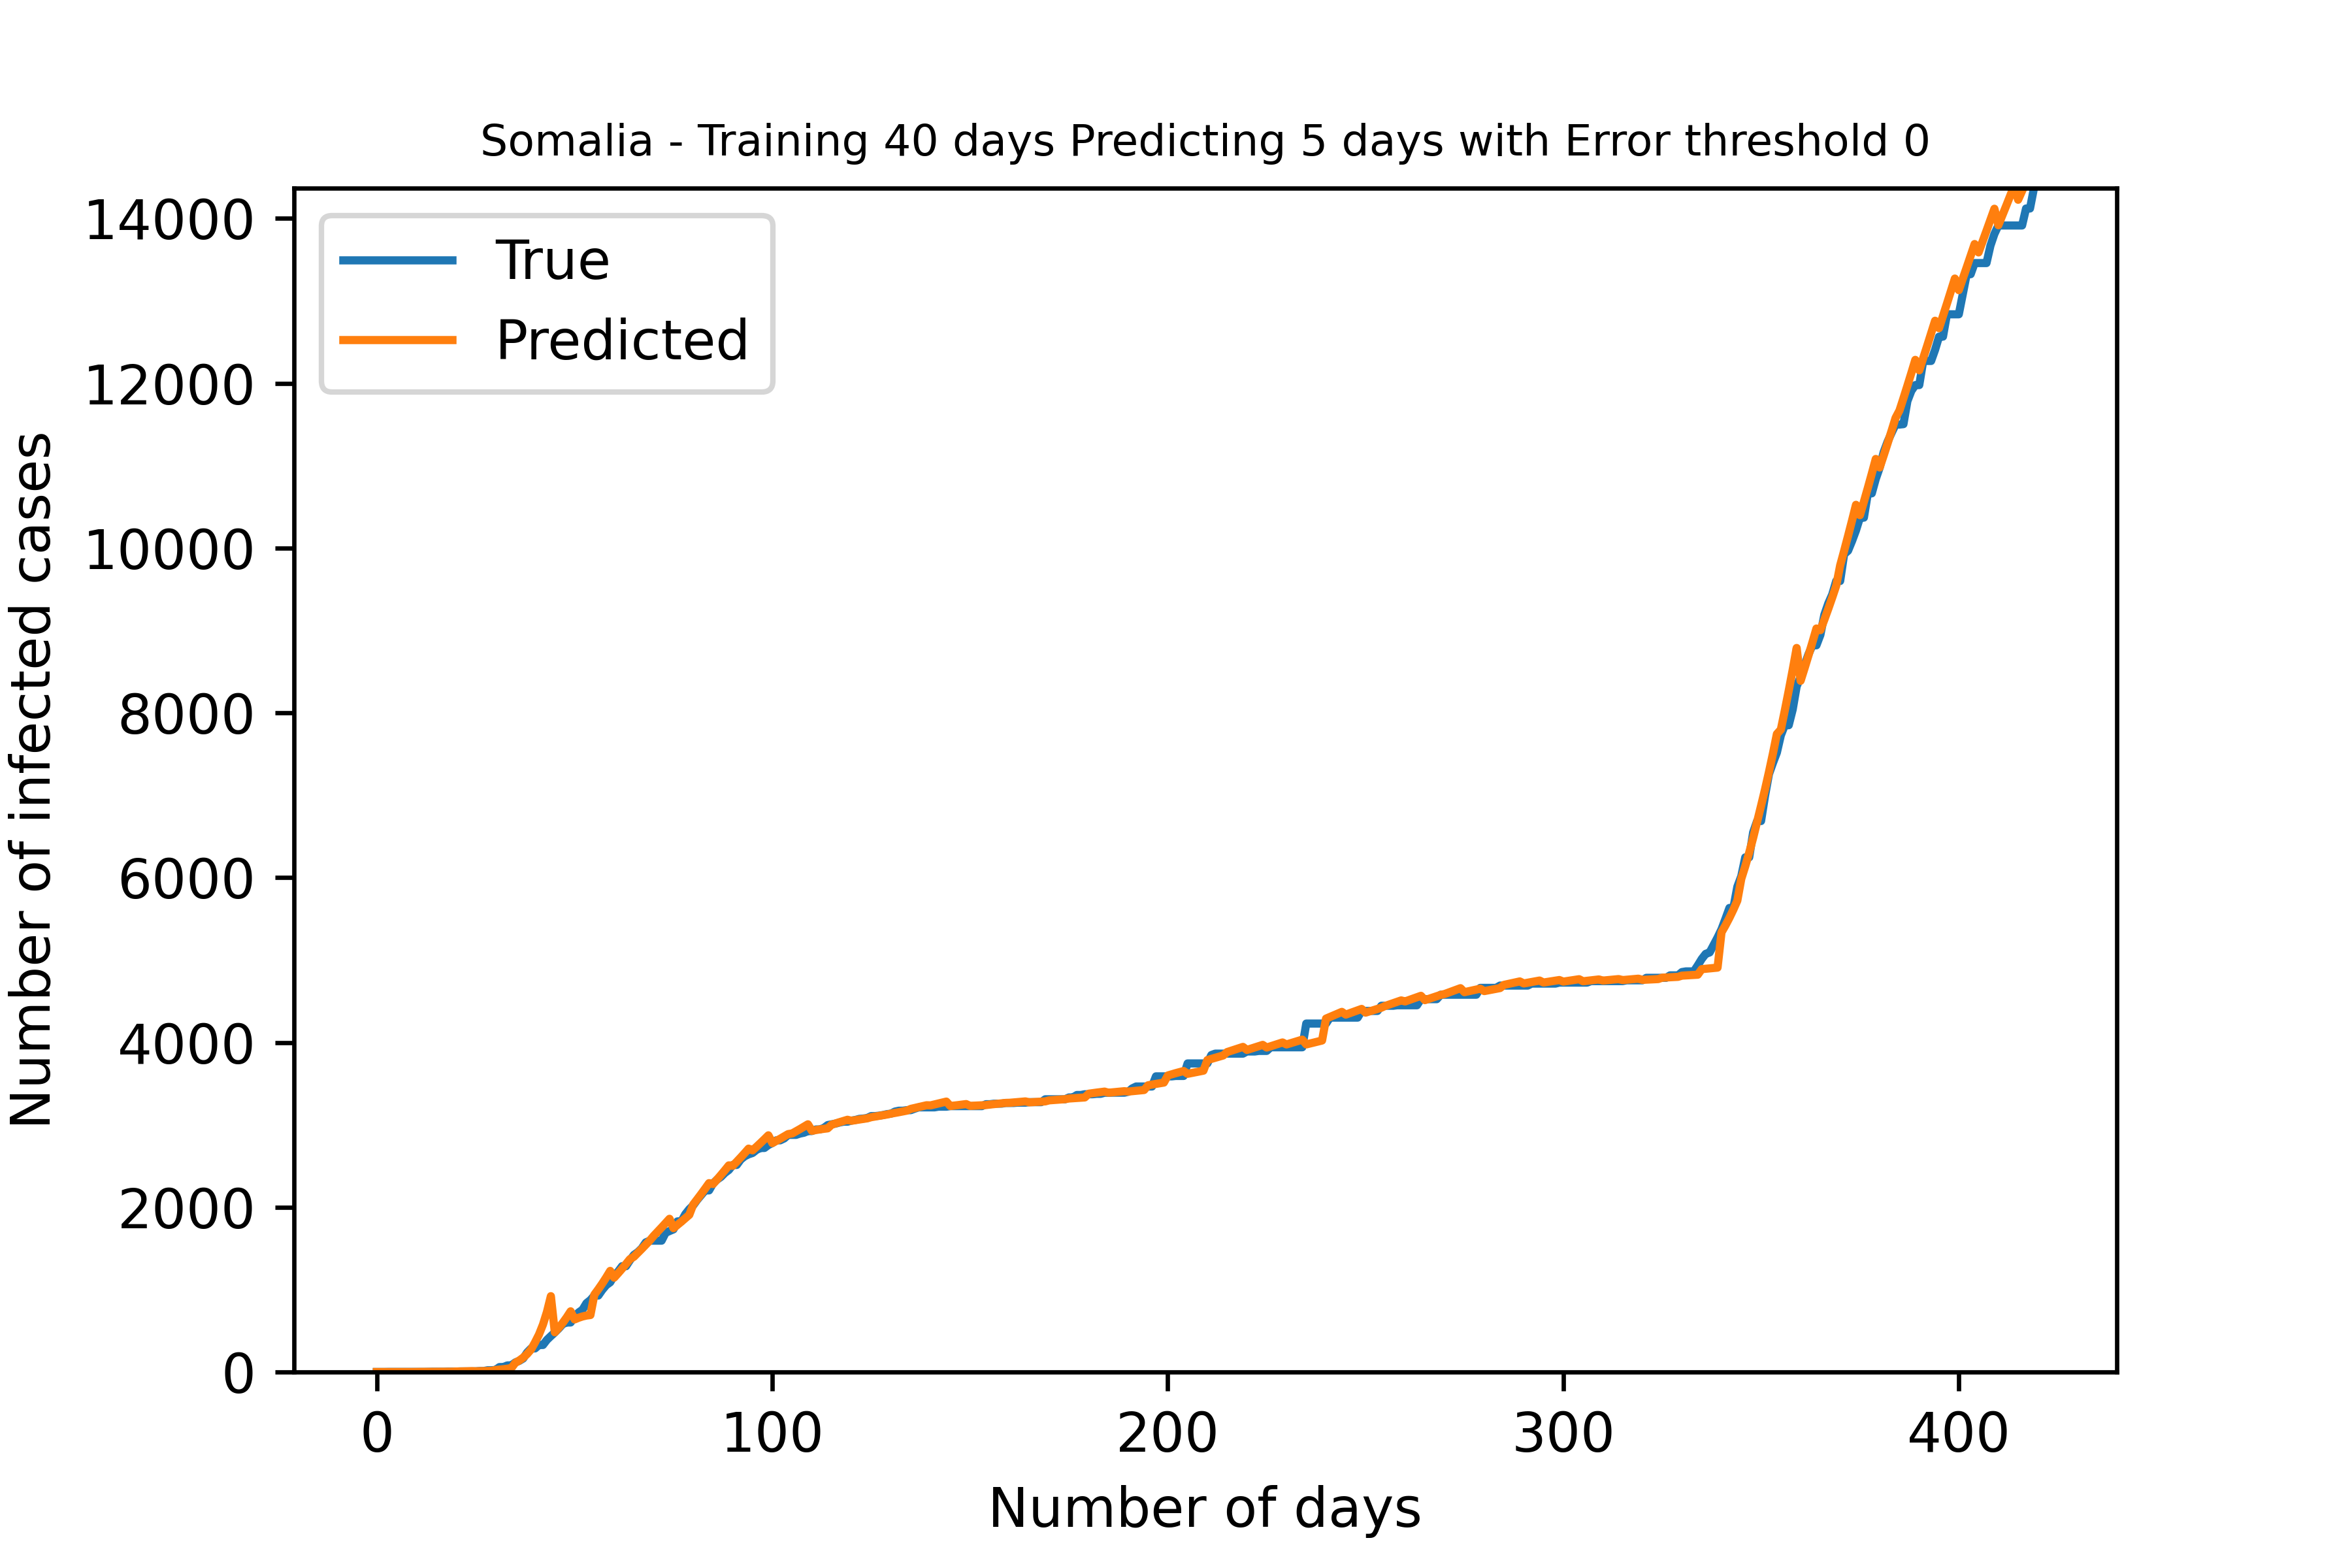 Somalia - Training 40 days Predicting 5 days with Error threshold 0
True
Predicted
Number of infected cases
14000
12000
10000
8000
6000
4000
2000
0
0 100 200 300 400
Number of days